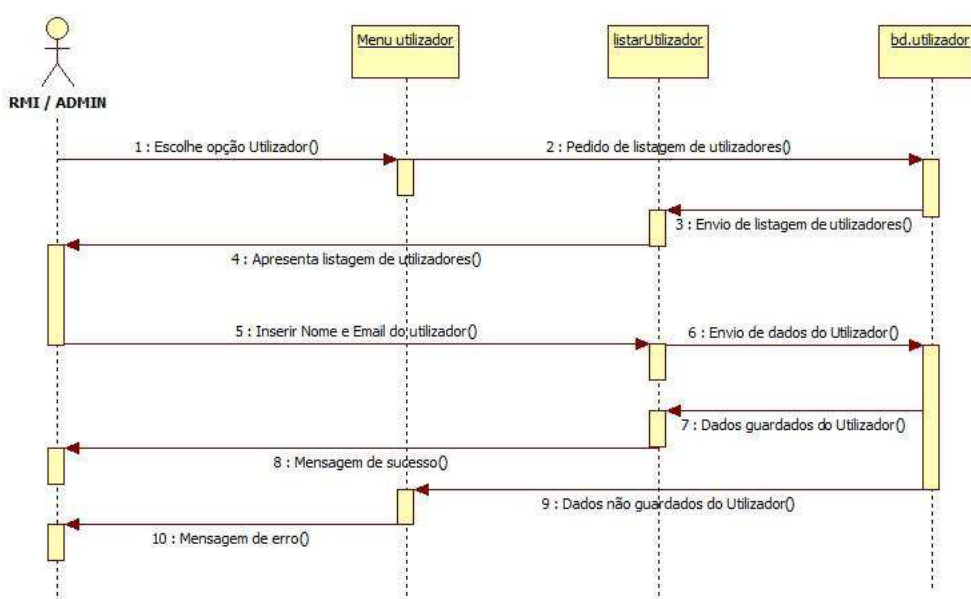 Menu utilizador
listarUtilizador
bd.utilizador
RMI / ADMIN
1 : Escolhe opção Utilizador()
2 : Pedido de listagem de utilizadores()
3 : Envio de listagem de utilizadores()
4 : Apresenta listagem de utilizadores()
5 : Inserir Nome e Email do utilizador()
6 : Envio de dados do Utilizador()
7 : Dados guardados do Utilizador()
8 : Mensagem de sucesso()
9 : Dados não guardados do Utilizador()
10 : Mensagem de erro()